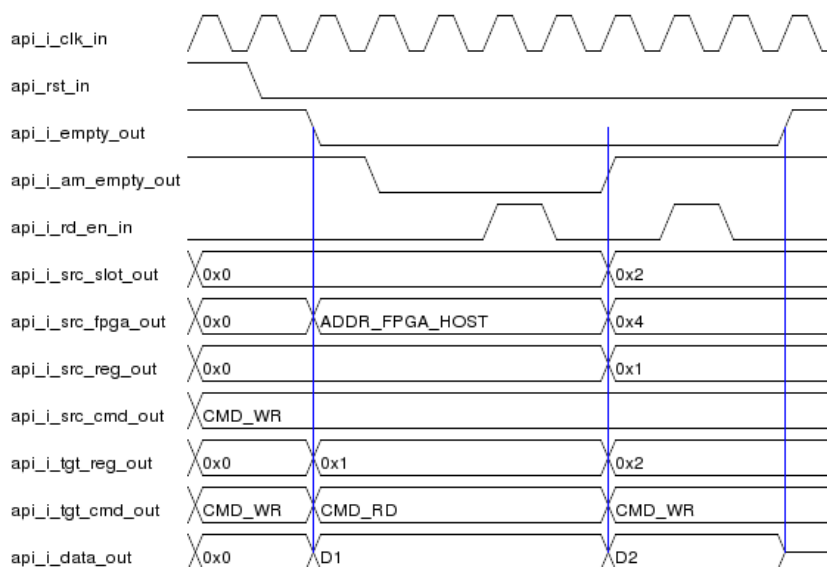 api_i_clk_in
api_rst_in
api_i_empty_out
api_i_am_empty_out
api_i_rd_en_in
api_i_src_slot_out 0x0 0x2
api_i_src_fpga_out 0x0 ADDR_FPGA_HOST 0x4
api_i_src_reg_out 0x0 0x1
api_i_src_cmd_out CMD_WR
api_i_tgt_reg_out 0x0 0x1 0x2
api_i_tgt_cmd_out CMD_WR CMD_RD CMD_WR
api_i_data_out 0x0 D1 D2